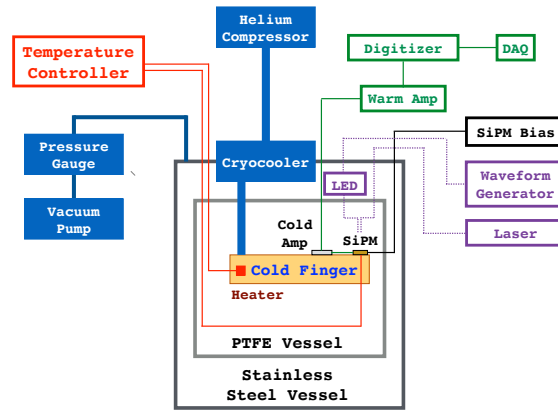 Helium
Compressor
Temperature
Controller
Digitizer
DAQ
Warm Amp
SiPM Bias
Pressure
Gauge
Cryocooler
Waveform
Generator
LED
Vacuum
Pump
Cold
Amp
SiPM
Laser
Cold Finger
Heater
PTFE Vessel
Stainless
Steel Vessel